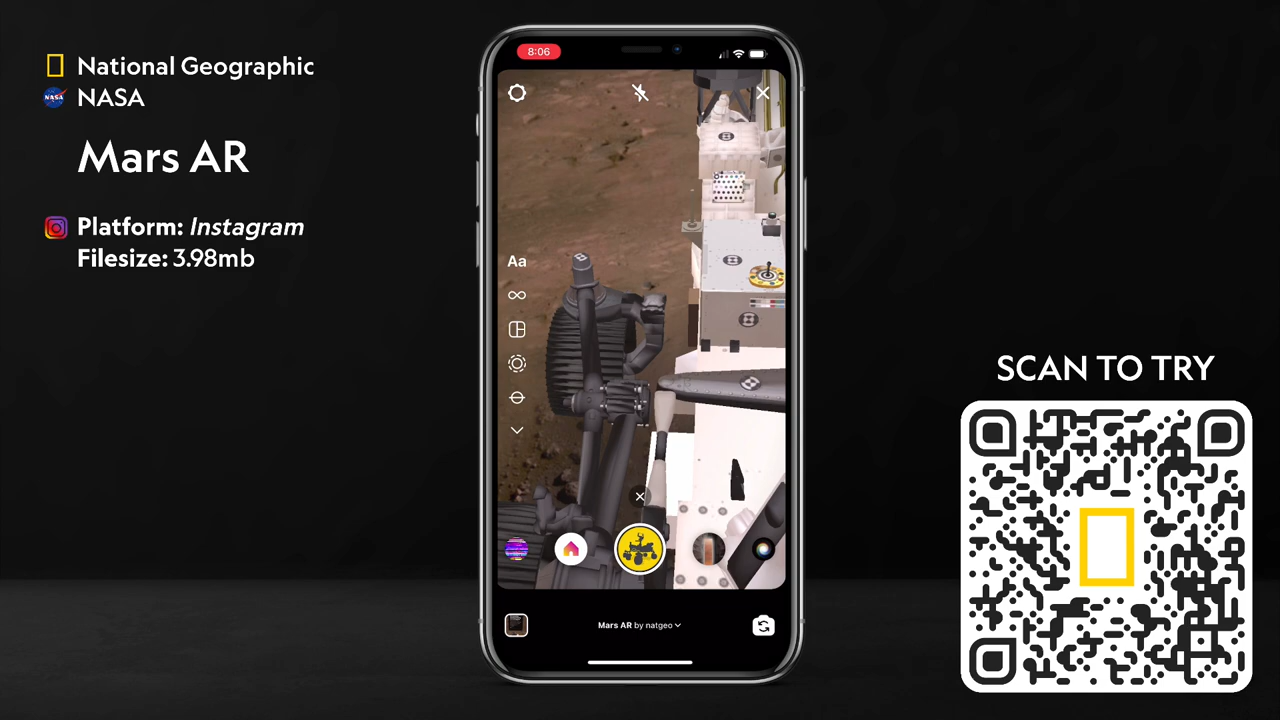 National Geographic
NASA
NASA
Mars AR
Platform: Instagram
Filesize: 3.98mb
8:06
Aa
Mars AR by natgeo
SCAN TO TRY